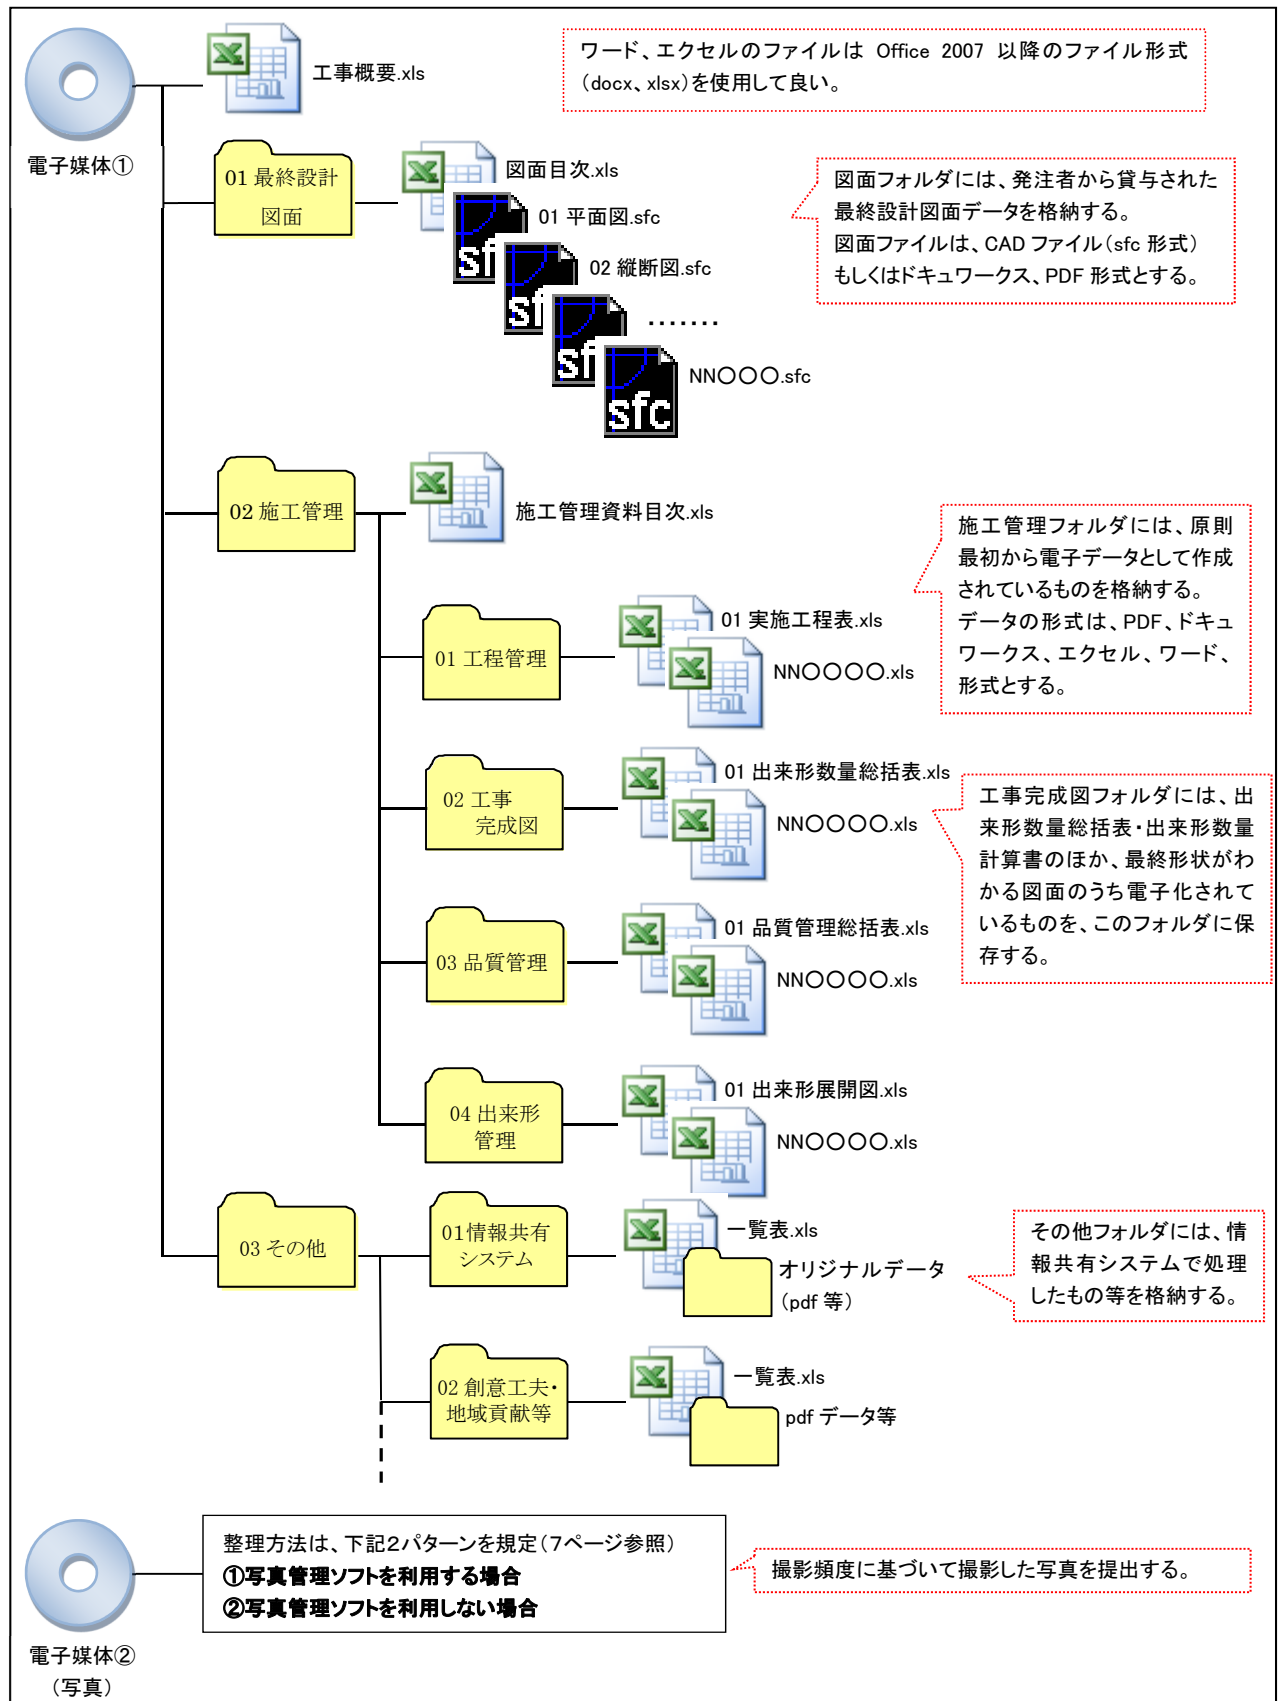 工事概要.xls
ワード、エクセルのファイルは Office 2007 以降のファイル形式
（docx、xlsx）を使用して良い。
電子媒体①
01 最終設計
図面
図面目次.xls
01 平面図.sfc
02 縦断図.sfc
・・・・・・・
NN〇〇〇.sfc
sf
sf
sf
sfc
図面フォルダには、発注者から貸与された
最終設計図面データを格納する。
図面ファイルは、CAD ファイル（sfc 形式）
もしくはドキュワークス、PDF 形式とする。
02 施工管理
施工管理資料目次.xls
施工管理フォルダには、原則
最初から電子データとして作成
されているものを格納する。
データの形式は、PDF、ドキュ
ワークス、エクセル、ワード、
形式とする。
01 工程管理
01 実施工程表.xls
NN〇〇〇〇.xls
02 工事
完成図
01 出来形数量総括表.xls
NN〇〇〇〇.xls
工事完成図フォルダには、出
来形数量総括表・出来形数量
計算書のほか、最終形状がわ
かる図面のうち電子化されて
いるものを、このフォルダに保
存する。
03 品質管理
01 品質管理総括表.xls
NN〇〇〇〇.xls
04 出来形
管理
01 出来形展開図.xls
NN〇〇〇〇.xls
03 その他
01情報共有
システム
一覧表.xls
オリジナルデータ
（pdf 等）
その他フォルダには、情
報共有システムで処理
したもの等を格納する。
02 創意工夫・
地域貢献等
一覧表.xls
pdf データ等
整理方法は、下記２パターンを規定（７ページ参照）
①写真管理ソフトを利用する場合
②写真管理ソフトを利用しない場合
撮影頻度に基づいて撮影した写真を提出する。
電子媒体②
（写真）